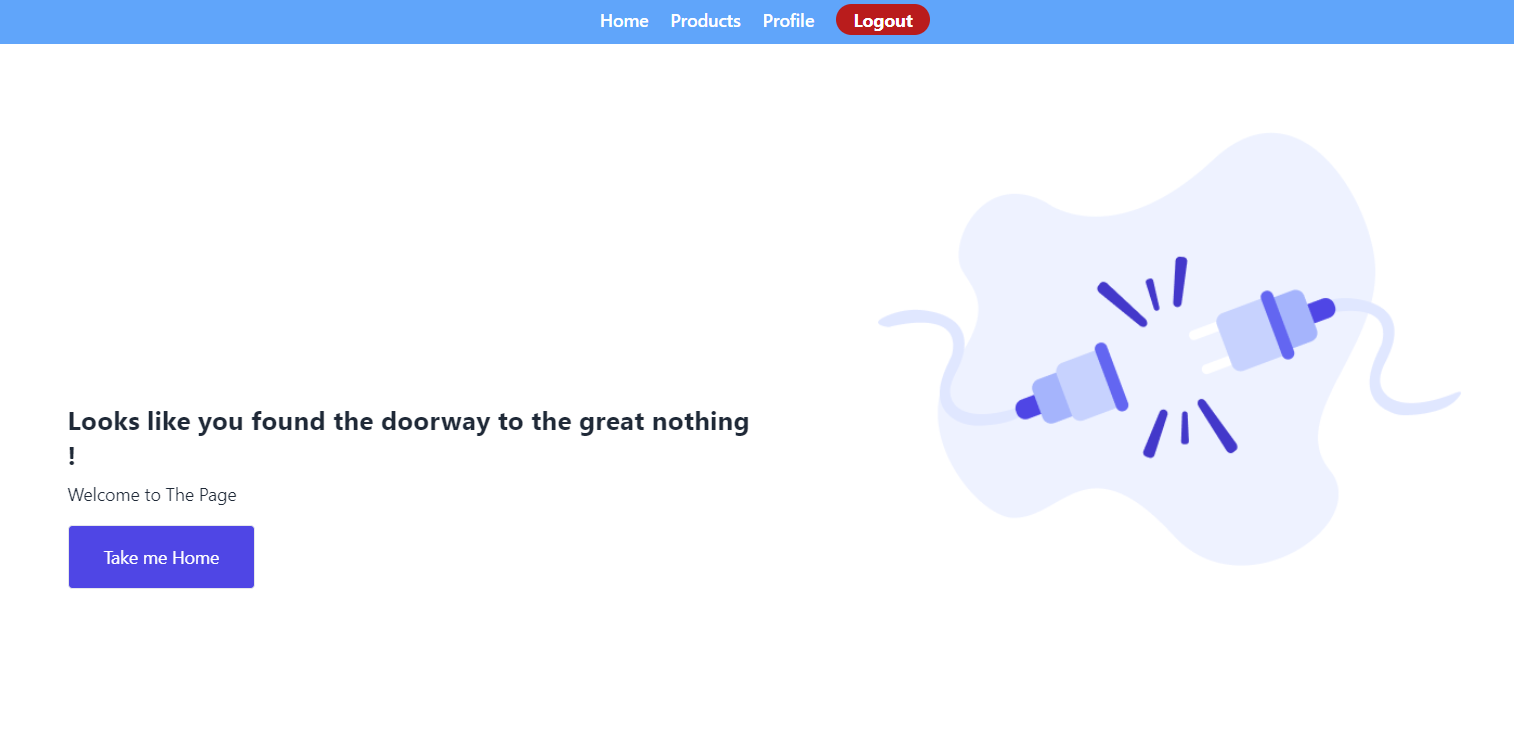 Home Products Profile Logout
Looks like you found the doorway to the great nothing
!
Welcome to The Page
Take me Home